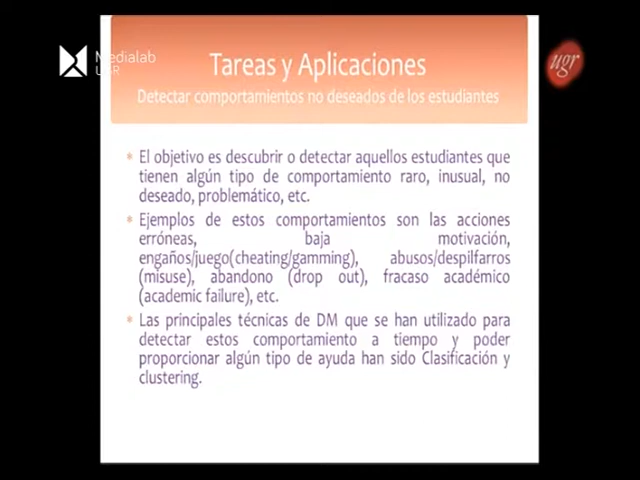 Medialab
UGR
ugr
Tareas y Aplicaciones
Detectar comportamientos no deseados de los estudiantes
* El objetivo es descubrir o detectar aquellos estudiantes que
tienen algún tipo de comportamiento raro, inusual, no
deseado, problemático, etc.
* Ejemplos de estos comportamientos son las acciones
erróneas, baja motivación,
engaños/juego(cheating/gamming), abusos/despilfarros
(misuse), abandono (drop out), fracaso académico
(academic failure), etc.
* Las principales técnicas de DM que se han utilizado para
detectar estos comportamiento a tiempo y poder
proporcionar algún tipo de ayuda han sido Clasificación y
clustering.